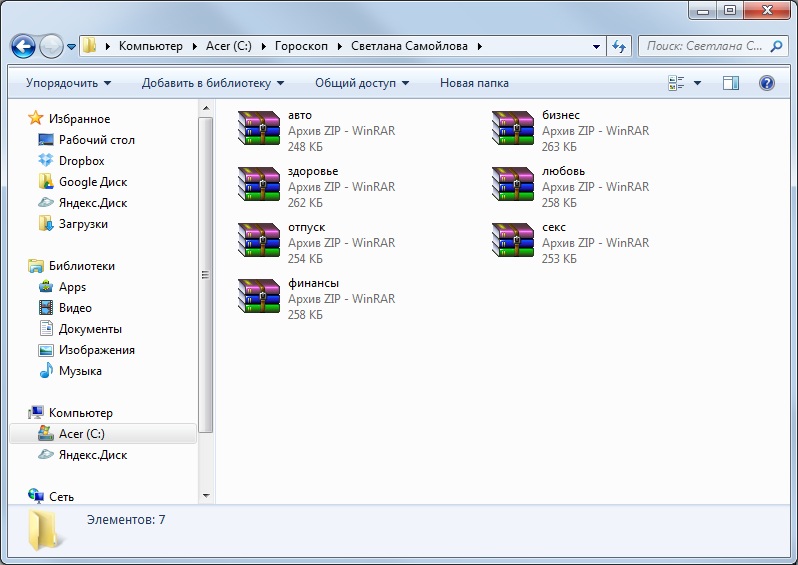 Компьютер Acer (C:) Гороскоп Светлана Самойлова
Поиск: Светлана С...
Упорядочить Добавить в библиотеку Общий доступ Новая папка
Избранное
Рабочий стол
Dropbox
Google Диск
Яндекс.Диск
Загрузки
Библиотеки
Apps
Видео
Документы
Изображения
Музыка
Компьютер
Acer (C:)
Яндекс.Диск
Сеть
авто
Архив ZIP - WinRAR
248 КБ
бизнес
Архив ZIP - WinRAR
263 КБ
здоровье
Архив ZIP - WinRAR
262 КБ
любовь
Архив ZIP - WinRAR
258 КБ
отпуск
Архив ZIP - WinRAR
254 КБ
секс
Архив ZIP - WinRAR
253 КБ
финансы
Архив ZIP - WinRAR
258 КБ
Элементов: 7